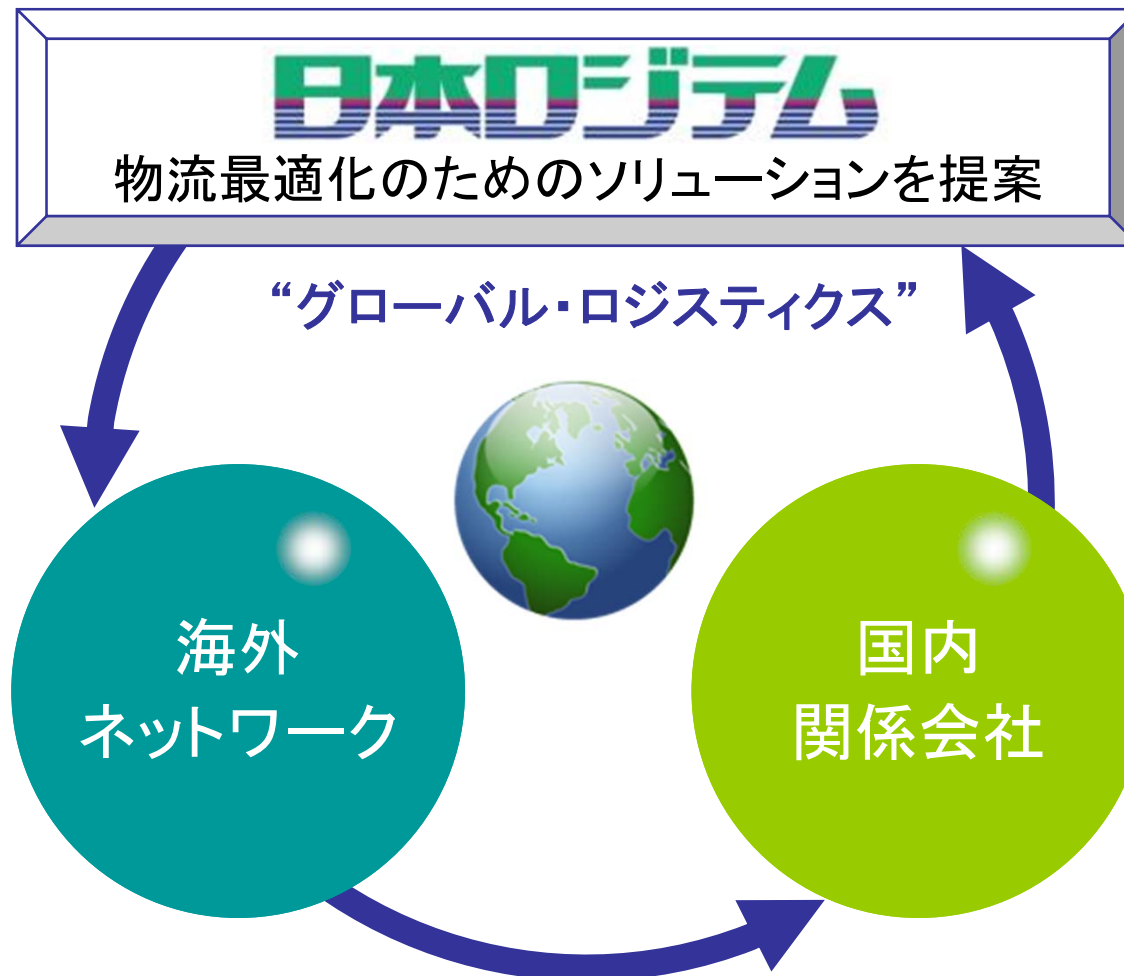 日本ロジテム
物流最適化のためのソリューションを提案
“グローバル・ロジスティクス”
海外
ネットワーク
国内
関係会社